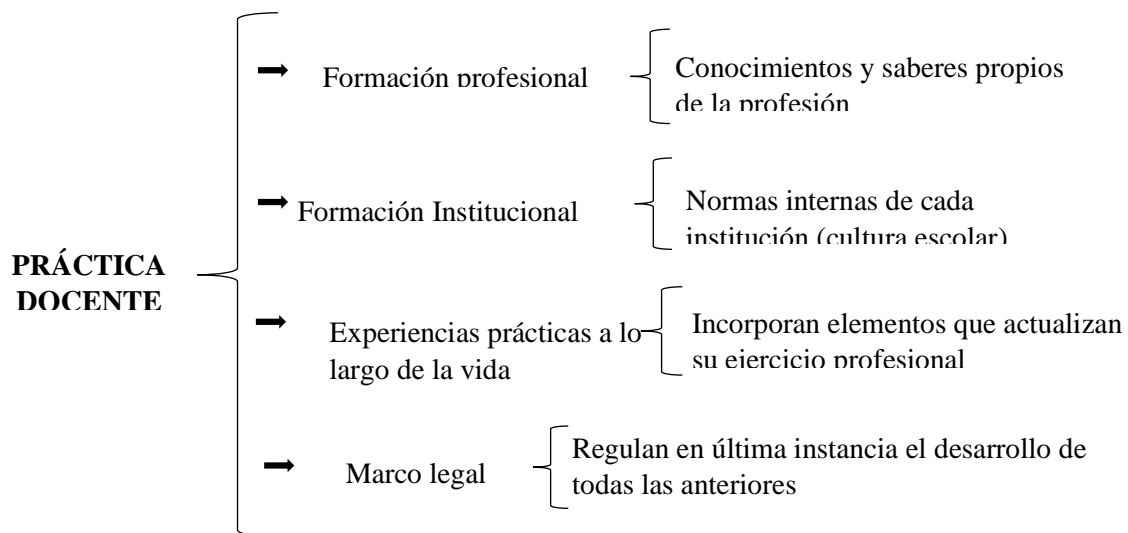 Formación profesional
Conocimientos y saberes propios
de la profesión
Formación Institucional
Normas internas de cada
institución (cultura escolar)
PRÁCTICA
DOCENTE
Experiencias prácticas a lo
largo de la vida
Incorporan elementos que actualizan
su ejercicio profesional
Marco legal
Regulan en última instancia el desarrollo de
todas las anteriores